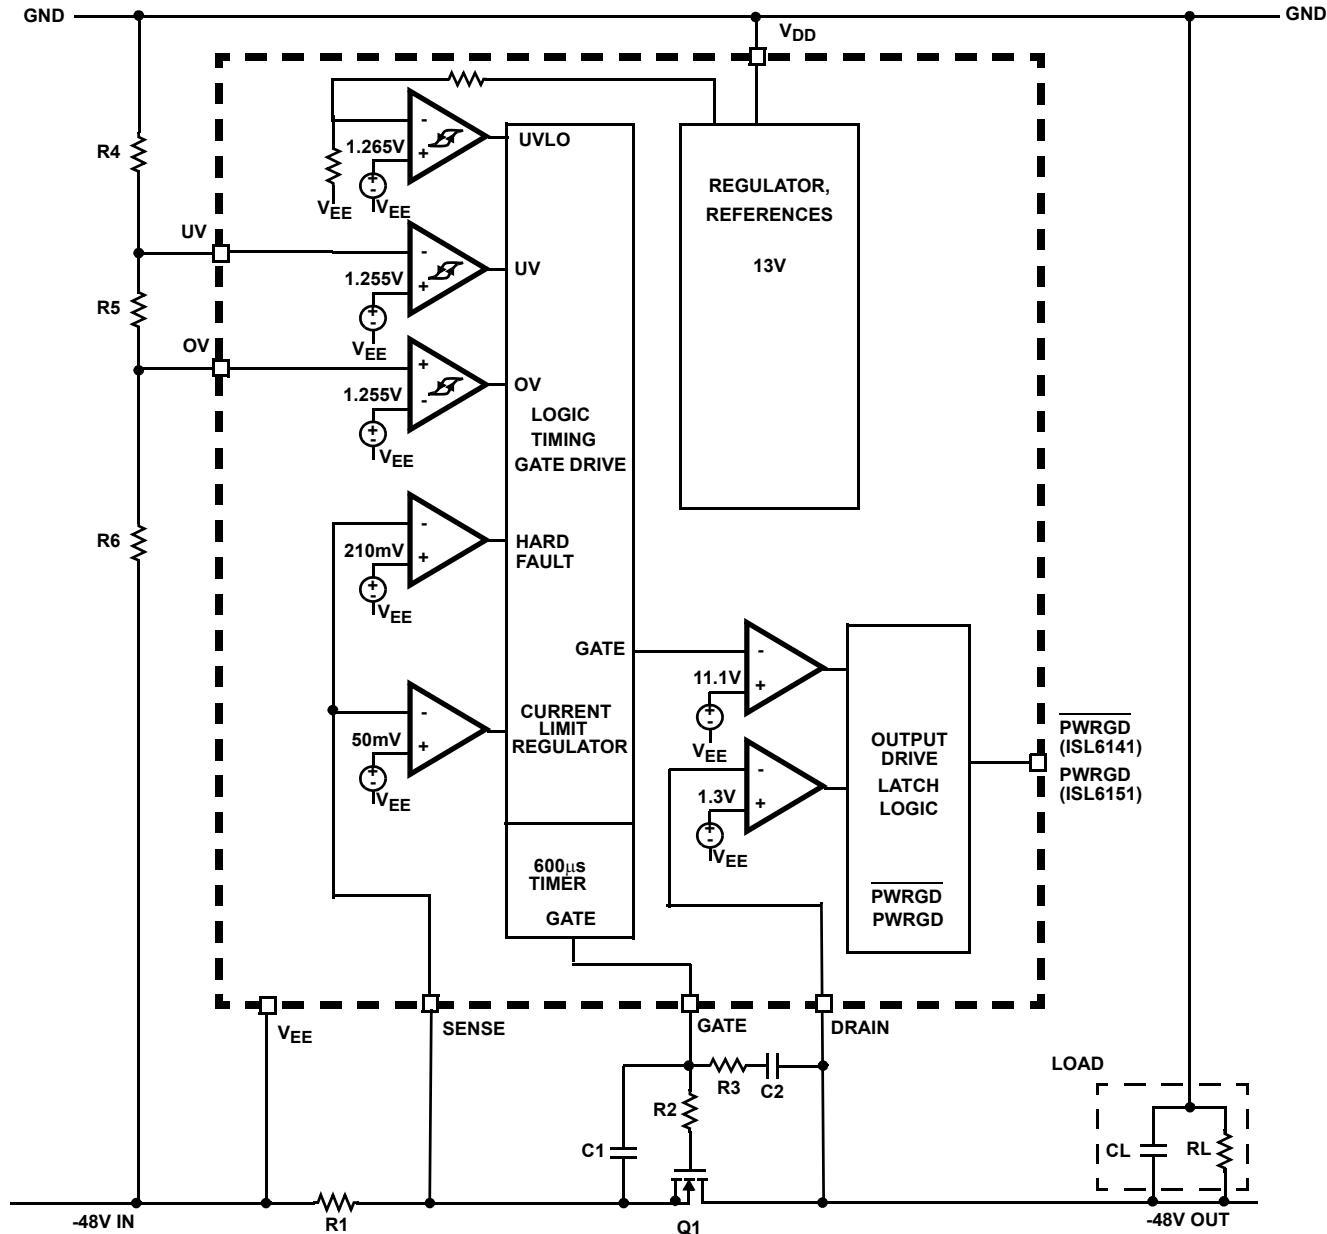 GND
GND
VDD
R4
1.265V
-
+
+
-
VEE
VEE
UVLO
REGULATOR,
REFERENCES
13V
UV
1.255V
-
+
+
-
VEE
UV
R5
OV
1.255V
+
-
+
-
VEE
OV
LOGIC
TIMING
GATE DRIVE
R6
210mV
-
+
+
-
VEE
HARD
FAULT
GATE
11.1V
-
+
+
-
VEE
50mV
-
+
+
-
VEE
CURRENT
LIMIT
REGULATOR
1.3V
-
+
+
-
VEE
OUTPUT
DRIVE
LATCH
LOGIC
PWRGD
PWRGD
PWRGD
(ISL6141)
PWRGD
(ISL6151)
600µs
TIMER
GATE
VEE
SENSE
GATE
DRAIN
R3
C2
R2
C1
LOAD
CL
RL
-48V IN
R1
Q1
-48V OUT